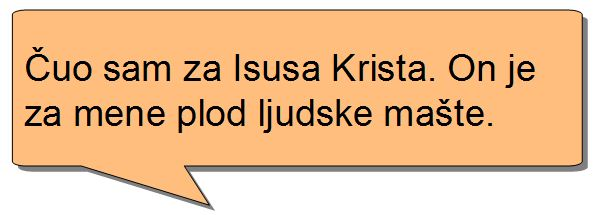 Čuo sam za Isusa Krista. On je
za mene plod ljudske mašte.